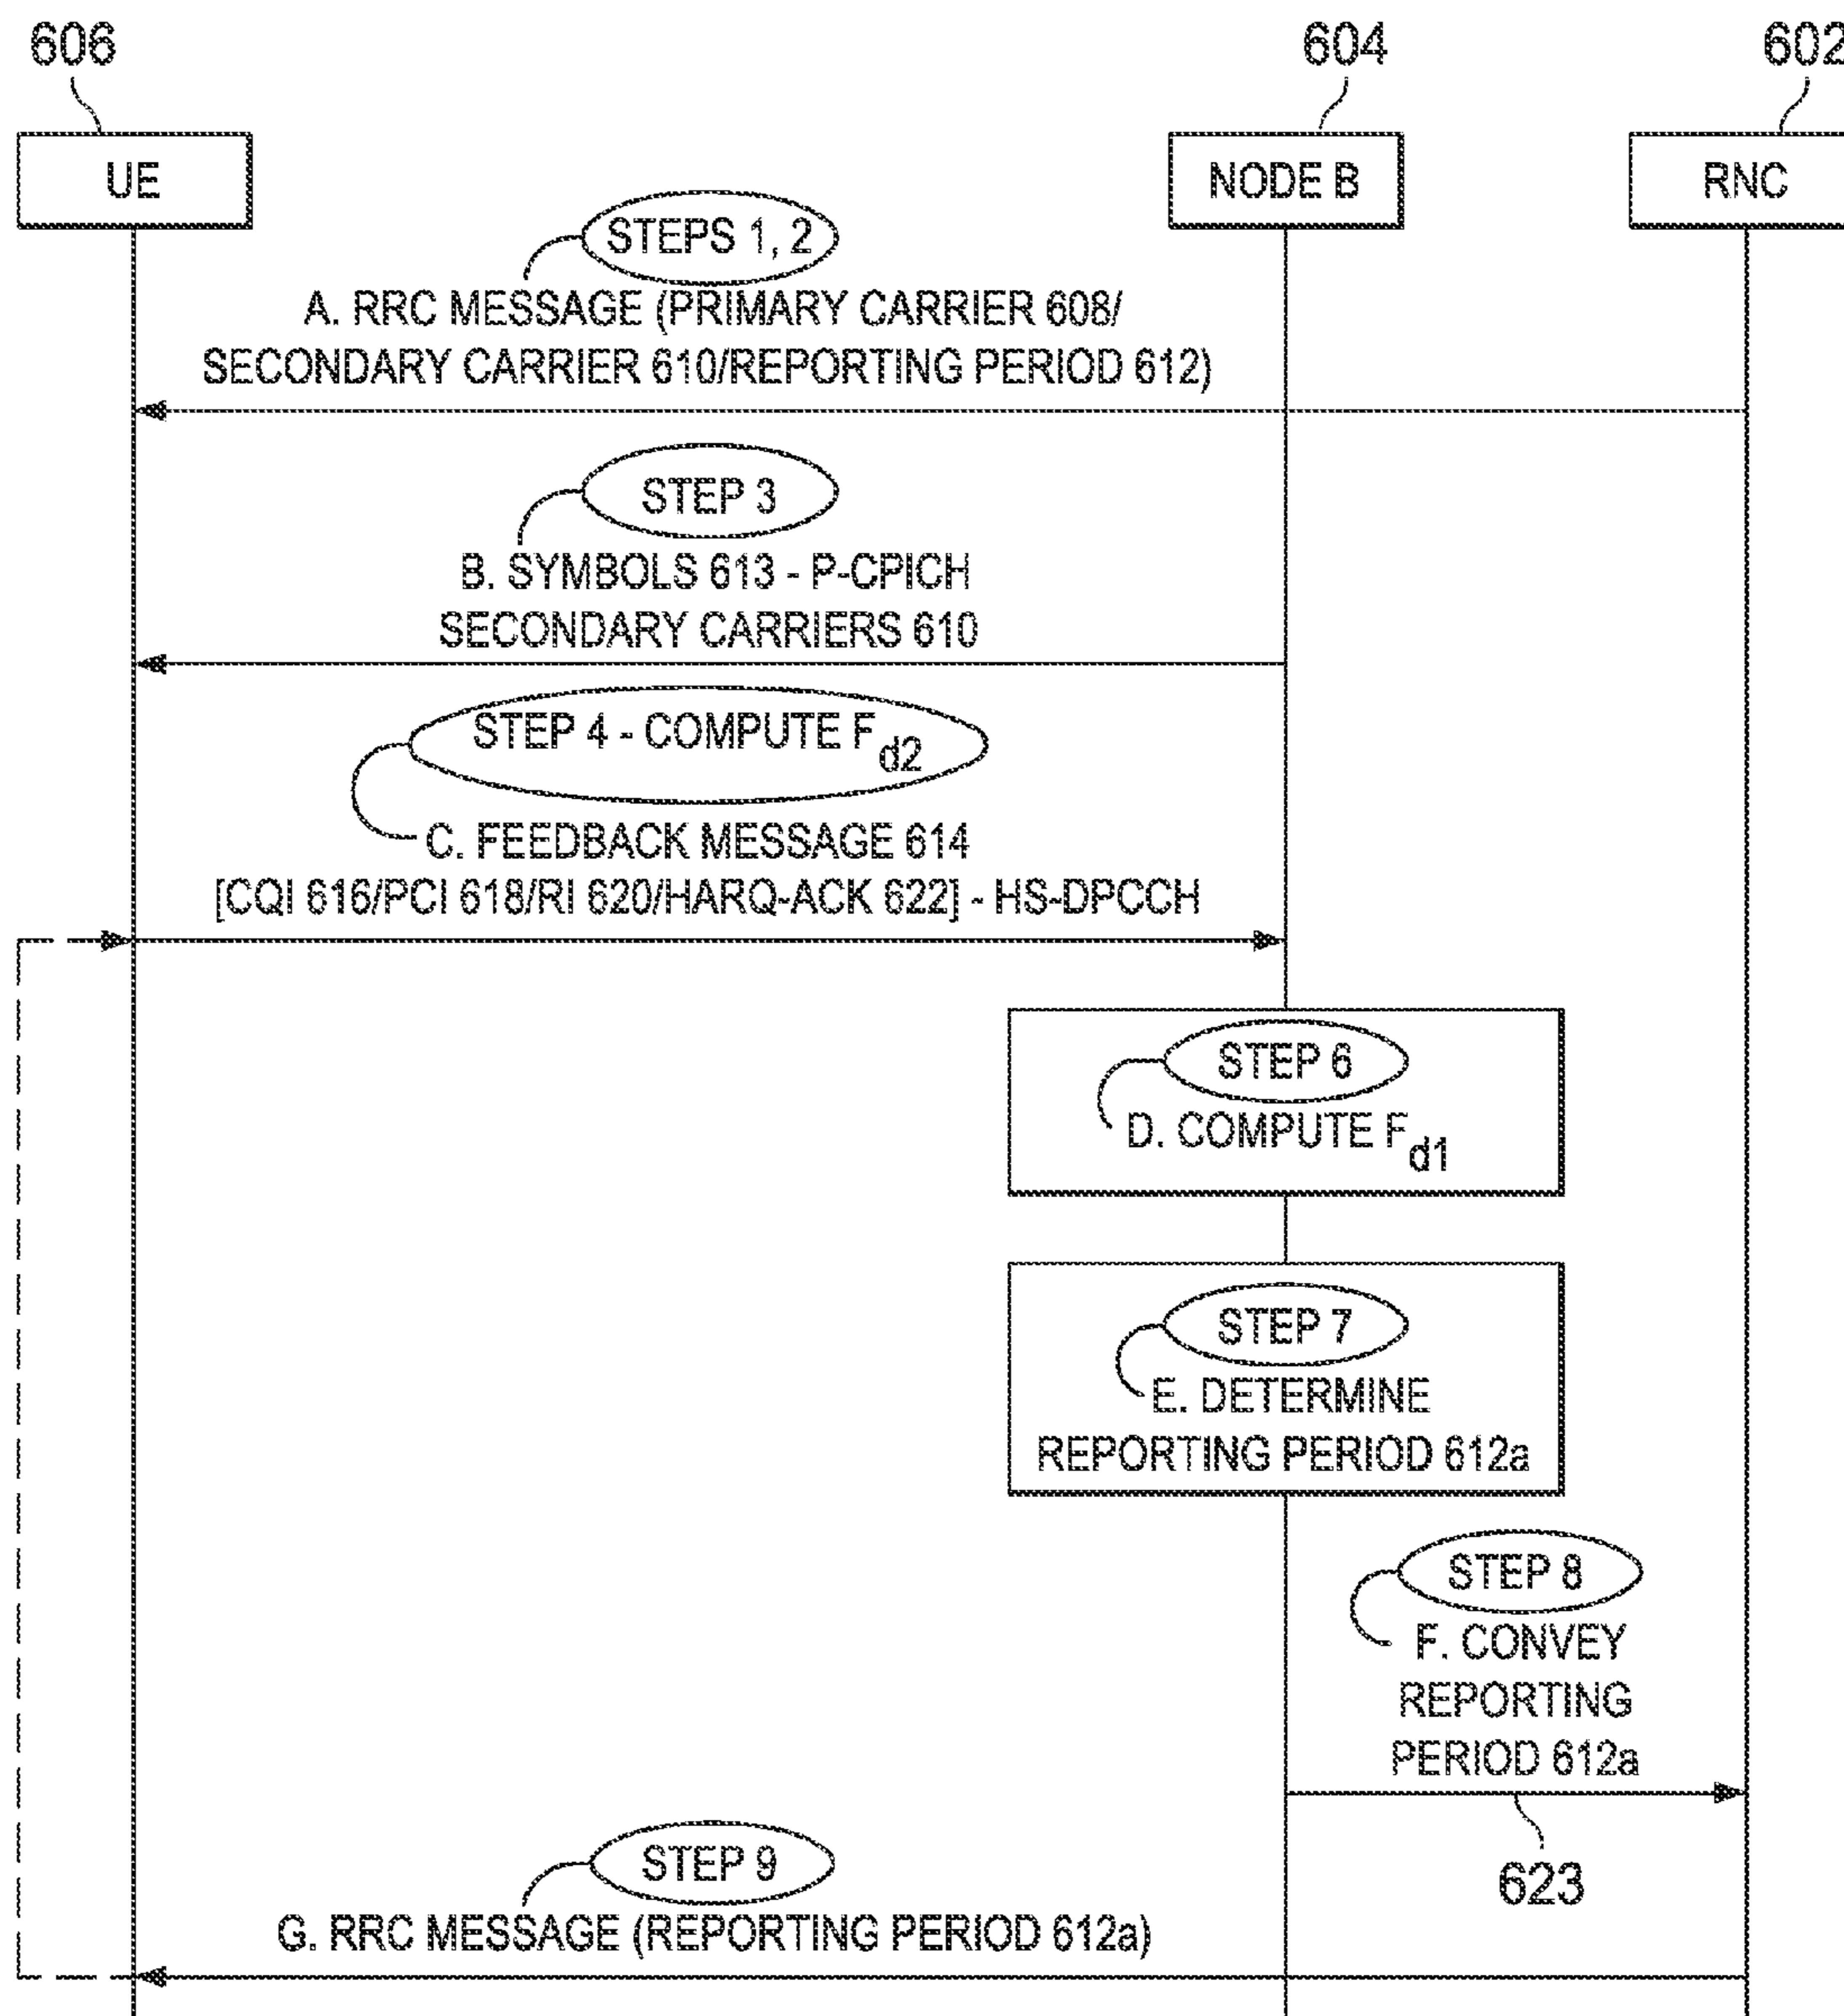 606
604
602
UE
NODE B
RNC
STEPS 1, 2
A. RRC MESSAGE (PRIMARY CARRIER 608/
SECONDARY CARRIER 610/REPORTING PERIOD 612)
STEP 3
B. SYMBOLS 613 - P-CPICH
SECONDARY CARRIERS 610
STEP 4 - COMPUTE Fd2
C. FEEDBACK MESSAGE 614
[CQI 616/PCI 618/RI 620/HARQ-ACK 622] - HS-DPCCH
STEP 6
D. COMPUTE Fd1
STEP 7
E. DETERMINE
REPORTING PERIOD 612a
STEP 8
F. CONVEY
REPORTING
PERIOD 612a
623
STEP 9
G. RRC MESSAGE (REPORTING PERIOD 612a)